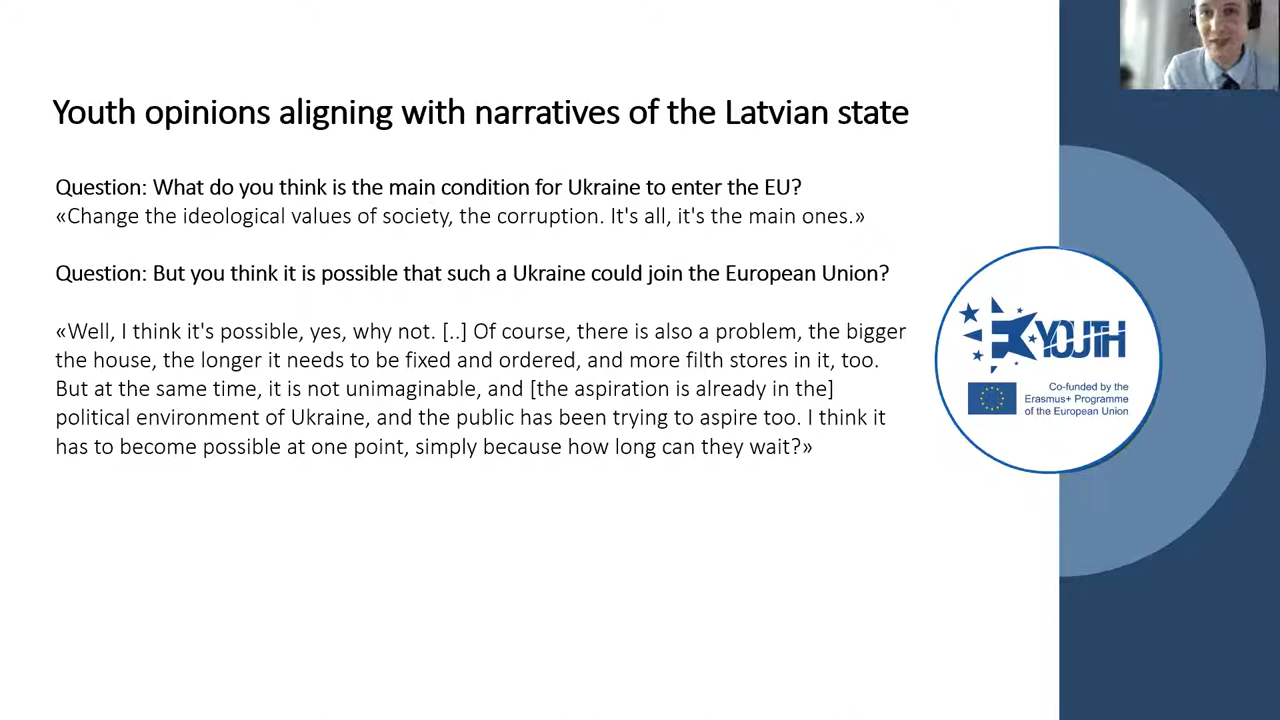 Youth opinions aligning with narratives of the Latvian state
Question: What do you think is the main condition for Ukraine to enter the EU?
«Change the ideological values of society, the corruption. It's all, it's the main ones.»
Question: But you think it is possible that such a Ukraine could join the European Union?
«Well, I think it's possible, yes, why not. [..] Of course, there is also a problem, the bigger
the house, the longer it needs to be fixed and ordered, and more filth stores in it, too.
But at the same time, it is not unimaginable, and [the aspiration is already in the]
political environment of Ukraine, and the public has been trying to aspire too. I think it
has to become possible at one point, simply because how long can they wait?»
YOUTH
Co-funded by the
Erasmus+ Programme
of the European Union